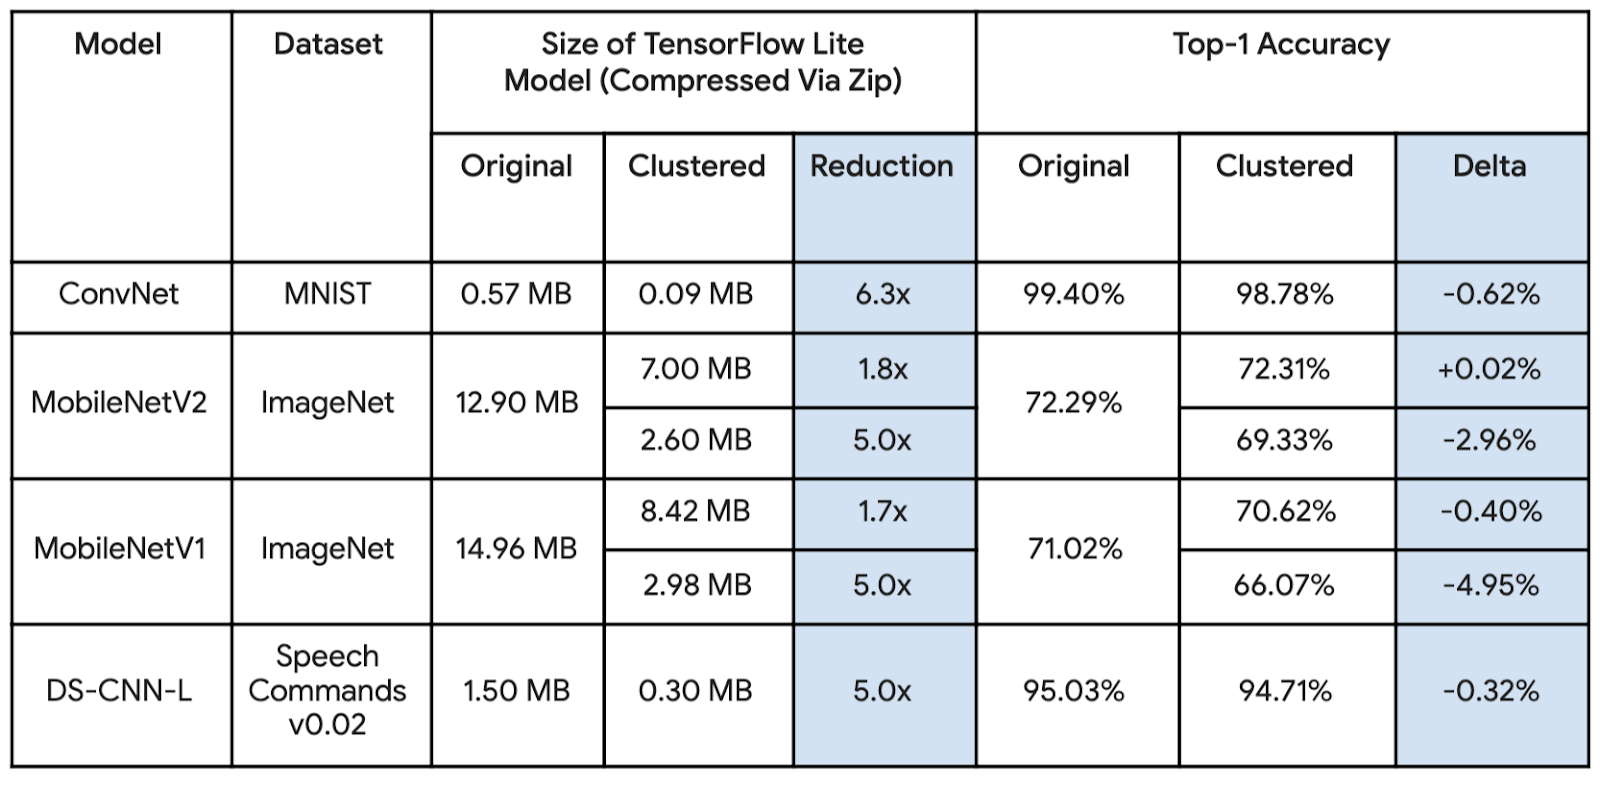 Model Dataset Size of TensorFlow Lite Top-1 Accuracy
Model (Compressed Via Zip)
Original Clustered Reduction Original Clustered Delta
ConvNet MNIST 0.57 MB 0.09 MB 6.3x 99.40% 98.78% -0.62%
MobileNetV2 ImageNet 12.90 MB 7.00 MB 1.8x 72.29% 72.31% +0.02%
2.60 MB 5.0x 69.33% -2.96%
MobileNetV1 ImageNet 14.96 MB 8.42 MB 1.7x 71.02% 70.62% -0.40%
2.98 MB 5.0x 66.07% -4.95%
DS-CNN-L Speech
Commands
v0.02 1.50 MB 0.30 MB 5.0x 95.03% 94.71% -0.32%